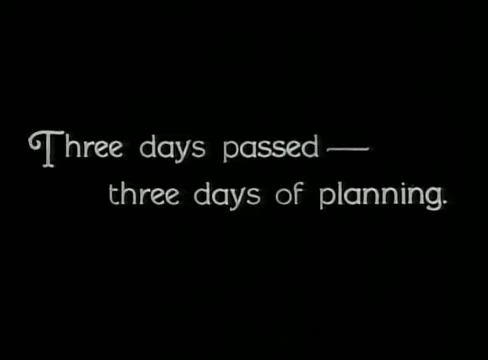 Three days passed —
three days of planning.